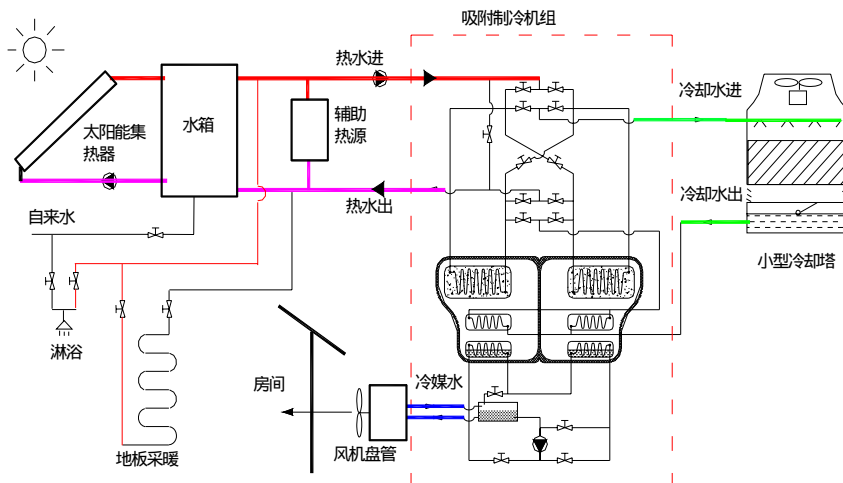 吸附制冷机组
热水进
冷却水进
太阳能集
热器
水箱
辅助
热源
冷却水出
热水出
自来水
小型冷却塔
淋浴
房间
冷媒水
地板采暖
风机盘管